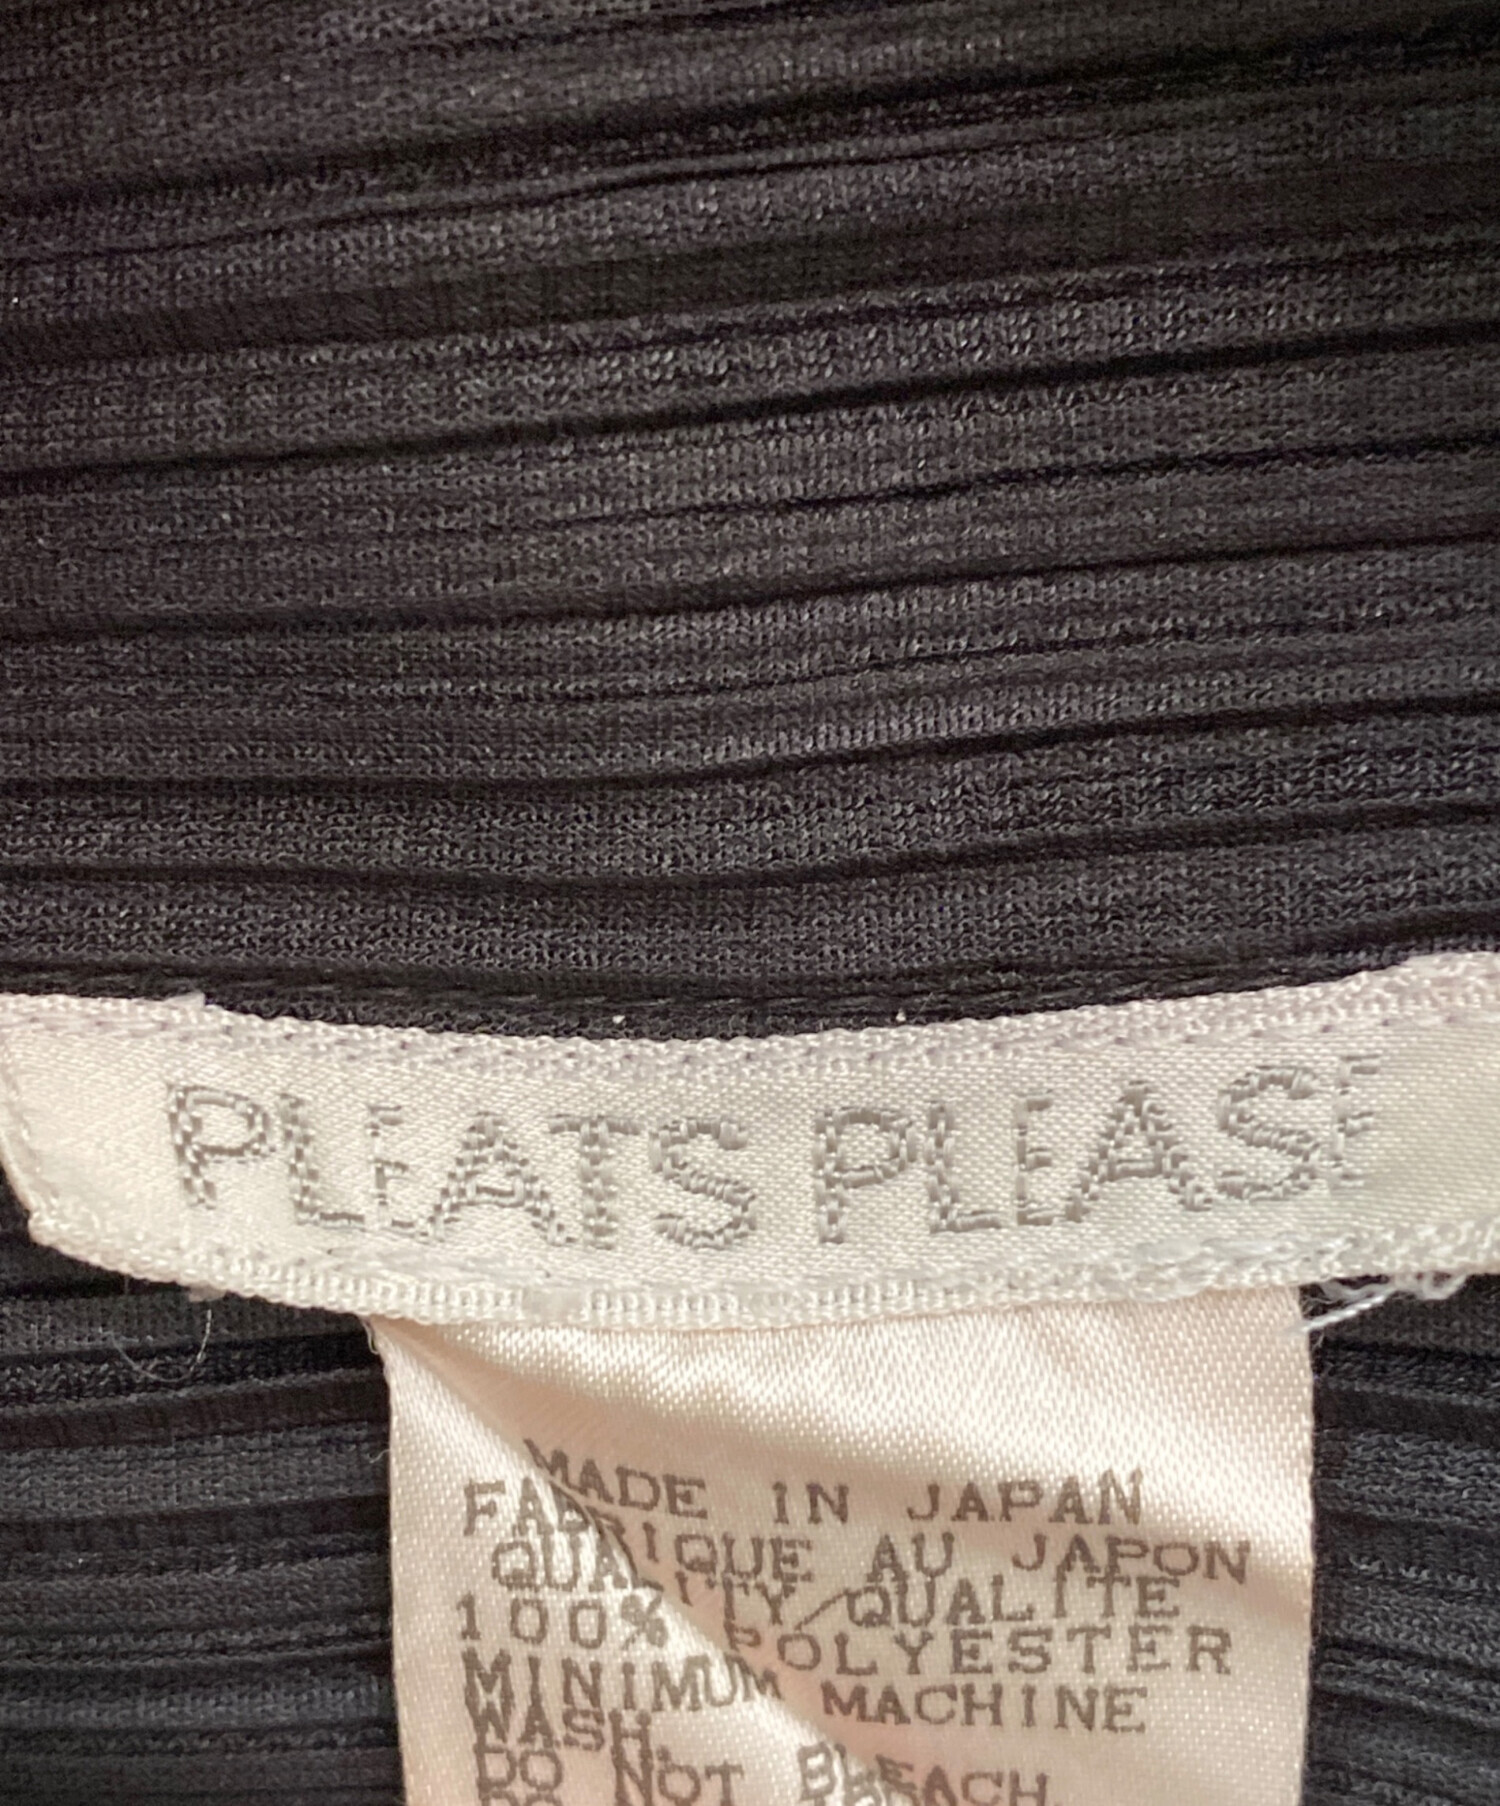 PLEATS PLEASE
MADE IN JAPAN
FABRIQUE AU JAPON
QUALITY/QUALITE
100% POLYESTER
MINIMUM MACHINE
WASH.
DO NOT BLEACH.